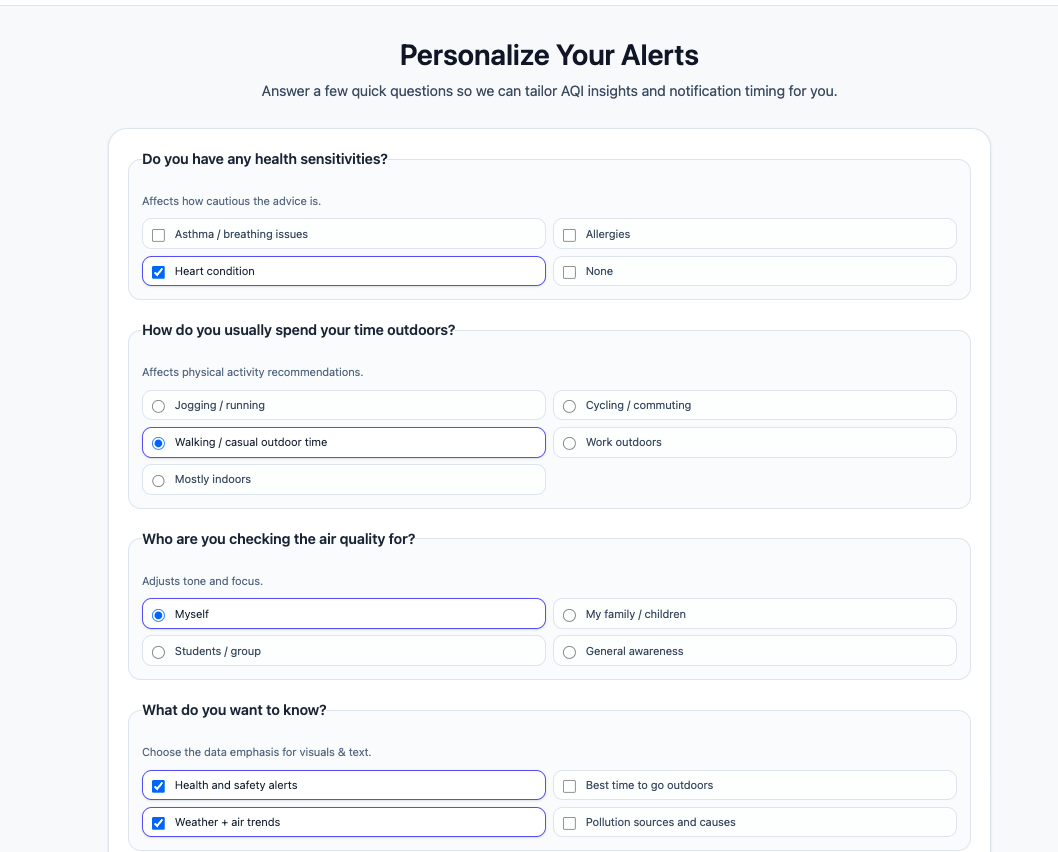 Personalize Your Alerts
Answer a few quick questions so we can tailor AQI insights and notification timing for you.
Do you have any health sensitivities?
Affects how cautious the advice is.
Asthma / breathing issues
Allergies
Heart condition
None
How do you usually spend your time outdoors?
Affects physical activity recommendations.
Jogging / running
Cycling / commuting
Walking / casual outdoor time
Work outdoors
Mostly indoors
Who are you checking the air quality for?
Adjusts tone and focus.
Myself
My family / children
Students / group
General awareness
What do you want to know?
Choose the data emphasis for visuals & text.
Health and safety alerts
Best time to go outdoors
Weather + air trends
Pollution sources and causes